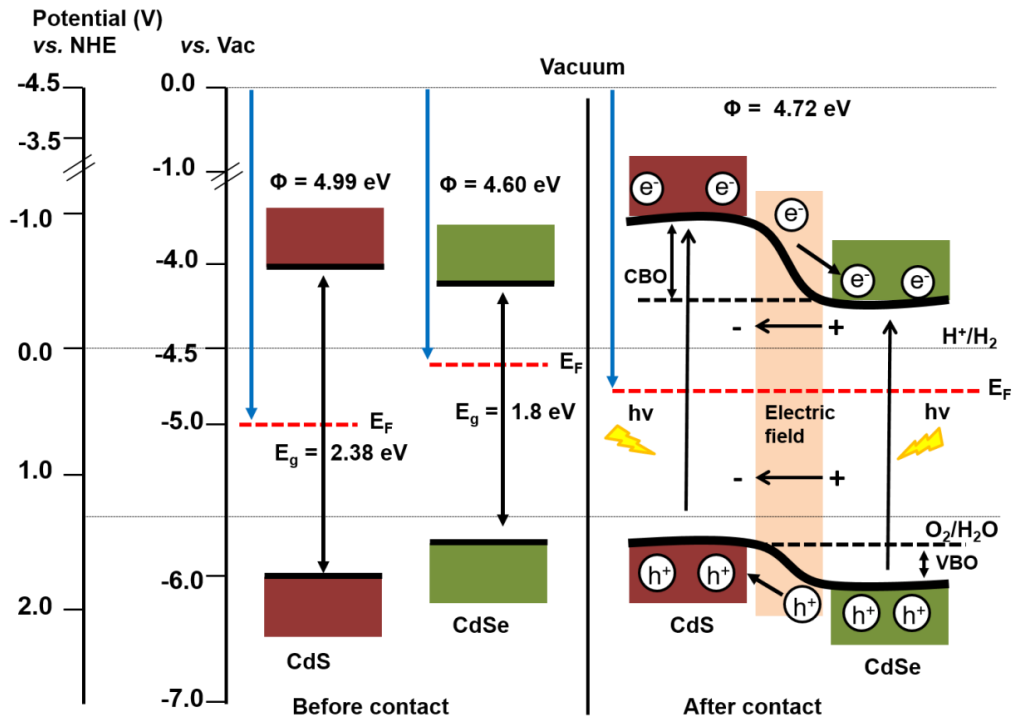 Potential (V)
vs. NHE
vs. Vac
Vacuum
-4.5
-3.5
-1.0
0.0
1.0
2.0
0.0
-1.0
-4.0
-4.5
-5.0
-6.0
-7.0
Φ = 4.99 eV
E_F
E_g = 2.38 eV
CdS
Φ = 4.60 eV
E_F
E_g = 1.8 eV
CdSe
Before contact
Φ = 4.72 eV
e⁻ e⁻
e⁻
e⁻ e⁻
CBO
- +
H⁺/H₂
E_F
hv
Electric
field
hv
- +
O₂/H₂O
VBO
h⁺ h⁺
h⁺
h⁺ h⁺
CdS
CdSe
After contact